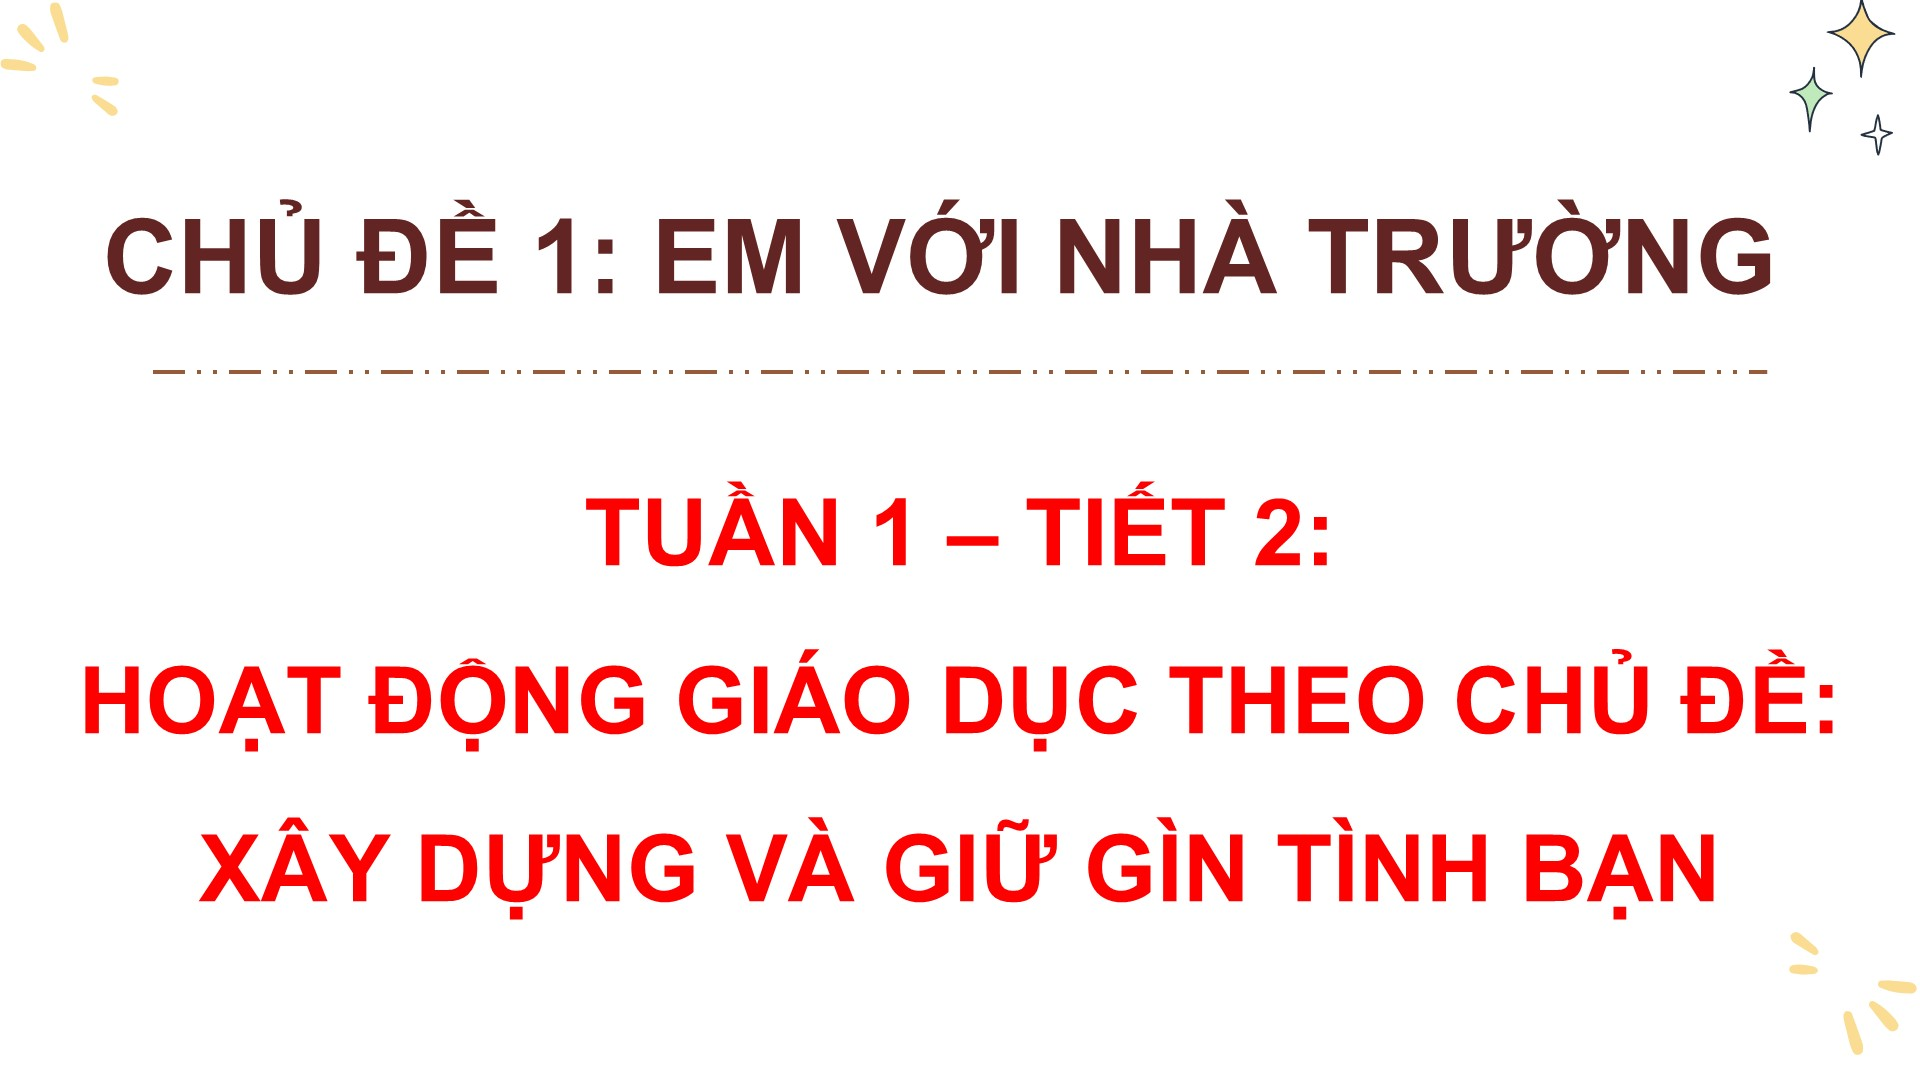 CHỦ ĐỀ 1: EM VỚI NHÀ TRƯỜNG
TUẦN 1 – TIẾT 2:
HOẠT ĐỘNG GIÁO DỤC THEO CHỦ ĐỀ:
XÂY DỰNG VÀ GIỮ GÌN TÌNH BẠN